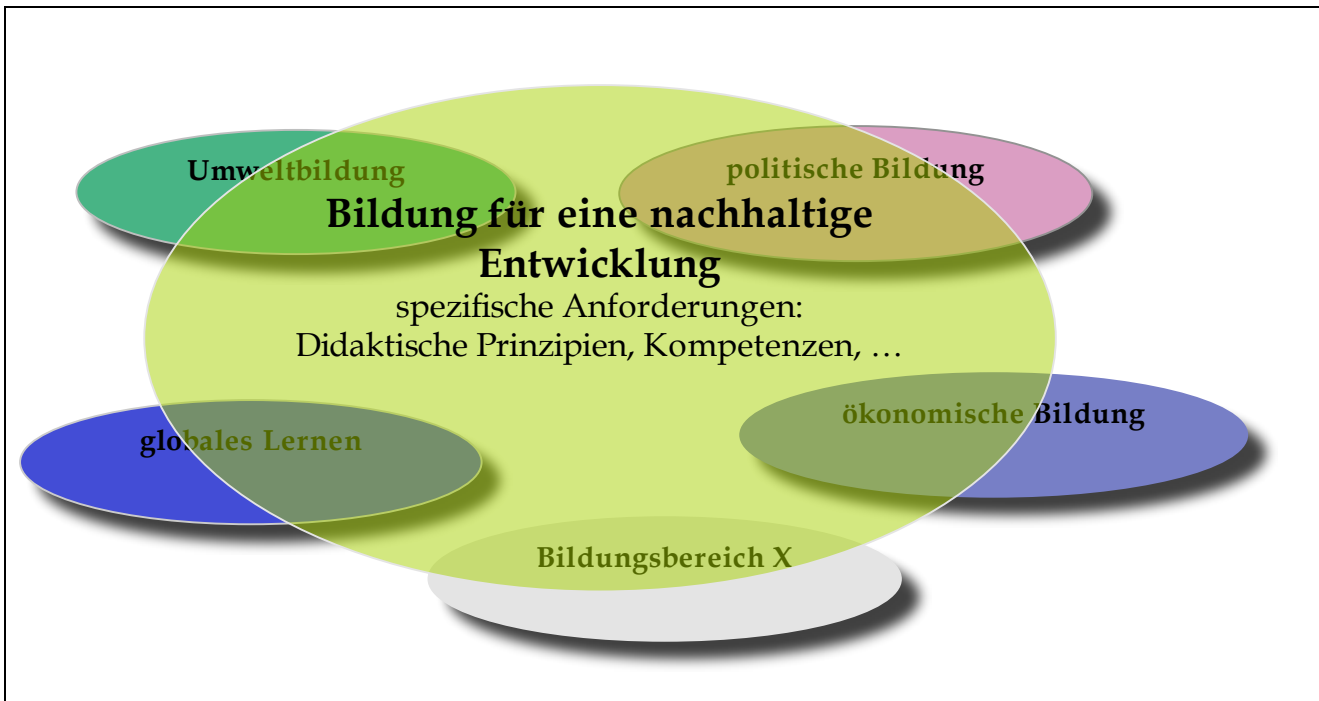 Umweltbildung
politische Bildung
Bildung für eine nachhaltige
Entwicklung
spezifische Anforderungen:
Didaktische Prinzipien, Kompetenzen, …
ökonomische Bildung
globales Lernen
Bildungsbereich X